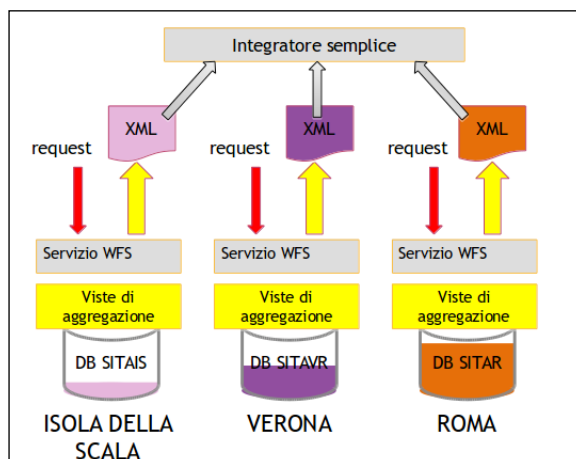 Integratore semplice
XML XML XML
request request request
Servizio WFS Servizio WFS Servizio WFS
Viste di Viste di Viste di
aggregazione aggregazione aggregazione
DB SITAIS DB SITAVR DB SITAR
ISOLA DELLA VERONA ROMA
SCALA